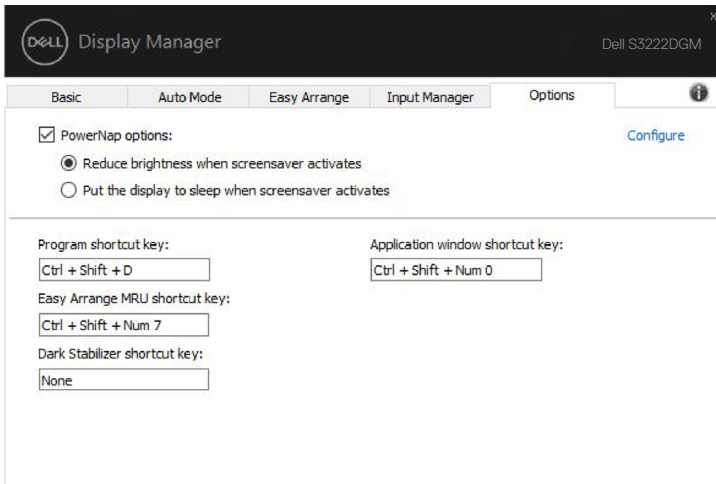 x
DELL Display Manager
Dell S3222DGM
Basic Auto Mode Easy Arrange Input Manager Options
PowerNap options: Configure
Reduce brightness when screensaver activates
Put the display to sleep when screensaver activates
Program shortcut key: Application window shortcut key:
Ctrl + Shift + D Ctrl + Shift + Num 0
Easy Arrange MRU shortcut key:
Ctrl + Shift + Num 7
Dark Stabilizer shortcut key:
None